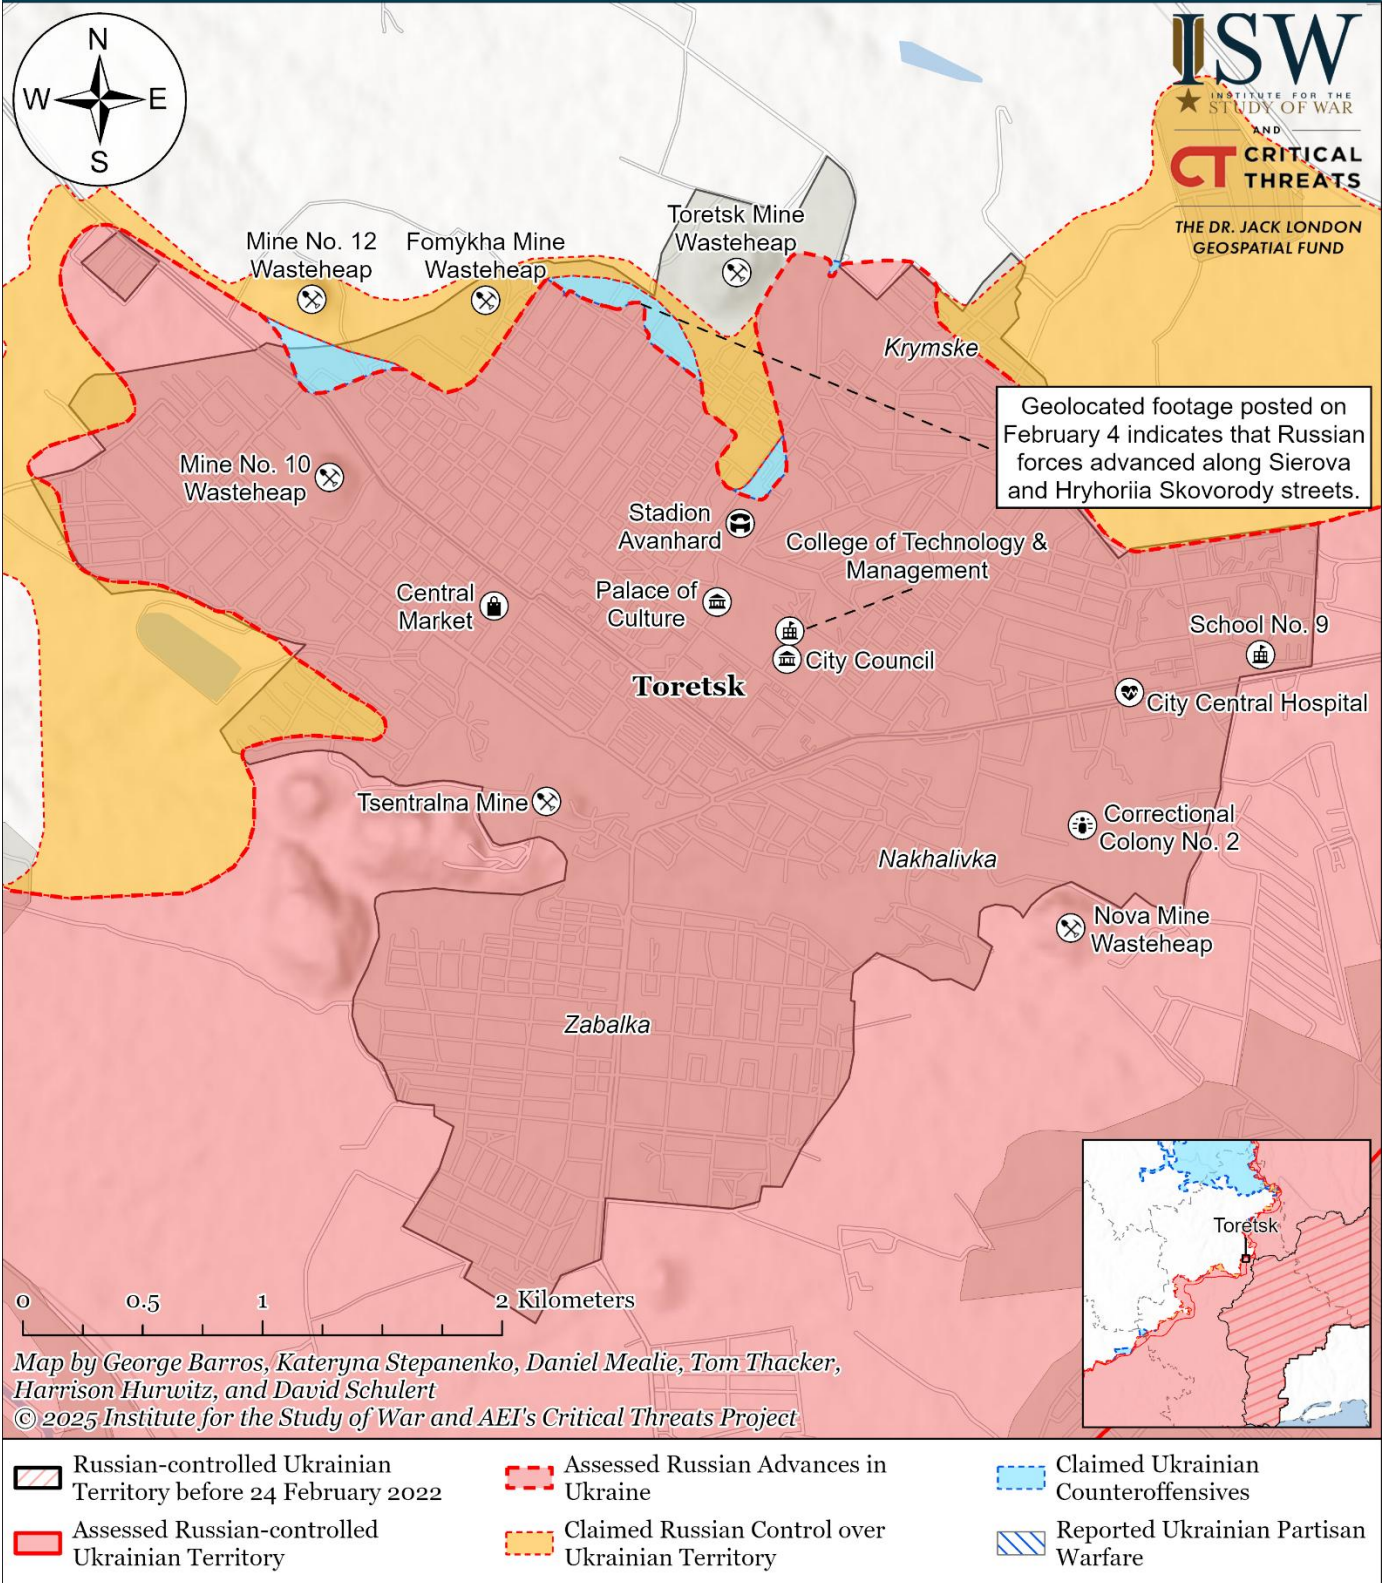 N
W
E
S
ISW
INSTITUTE FOR THE
STUDY OF WAR
AND
CT CRITICAL
THREATS
THE DR. JACK LONDON
GEOSPATIAL FUND
Toretsk Mine
Wasteheap
Mine No. 12
Wasteheap
Fomykha Mine
Wasteheap
Krymske
Geolocated footage posted on
February 4 indicates that Russian
forces advanced along Sierova
and Hryhoriia Skovorody streets.
Mine No. 10
Wasteheap
Stadion
Avanhard
College of Technology &
Management
Central
Market
Palace of
Culture
School No. 9
City Council
Toretsk
City Central Hospital
Tsentralna Mine
Correctional
Colony No. 2
Nakhalivka
Nova Mine
Wasteheap
Zabalka
Toretsk
0 0.5 1 2 Kilometers
Map by George Barros, Kateryna Stepanenko, Daniel Mealie, Tom Thacker,
Harrison Hurwitz, and David Schulert
© 2025 Institute for the Study of War and AEI's Critical Threats Project
Russian-controlled Ukrainian
Territory before 24 February 2022
Assessed Russian-controlled
Ukrainian Territory
Assessed Russian Advances in
Ukraine
Claimed Russian Control over
Ukrainian Territory
Claimed Ukrainian
Counteroffensives
Reported Ukrainian Partisan
Warfare